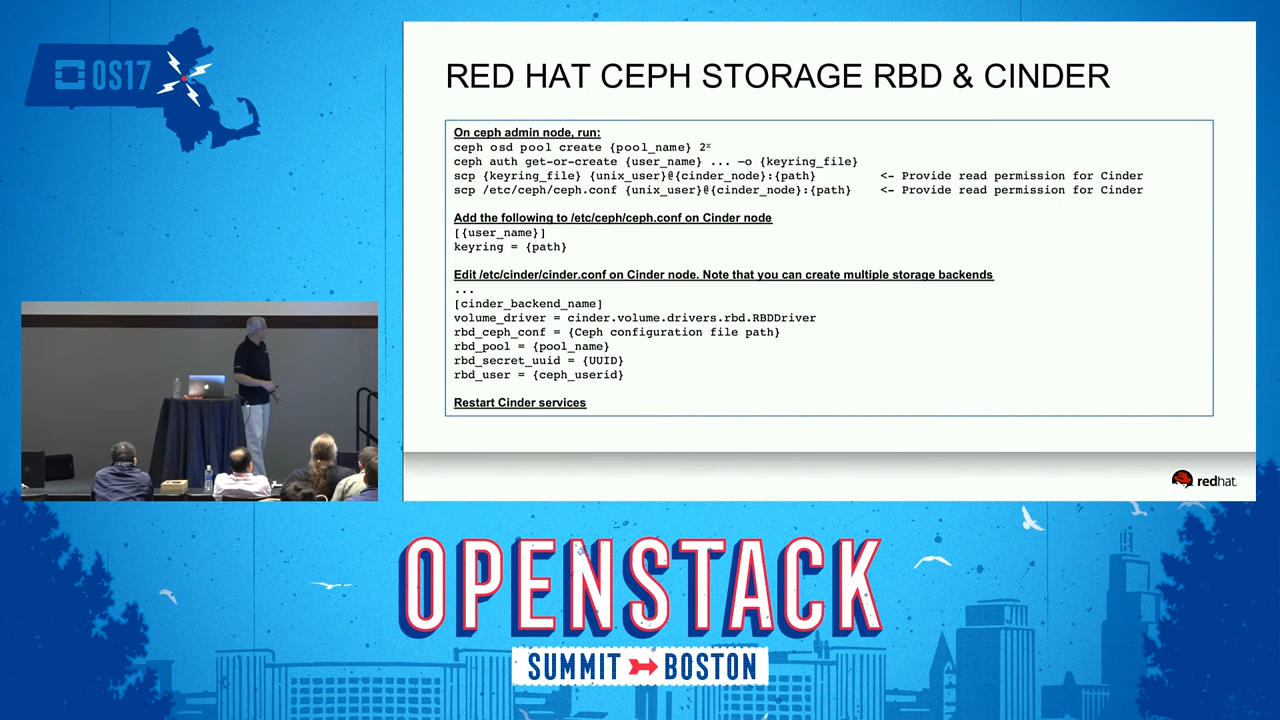 OS17
RED HAT CEPH STORAGE RBD & CINDER
On ceph admin node, run:
ceph osd pool create {pool_name} 2ˣ
ceph auth get-or-create {user_name} ... —o {keyring_file}
scp {keyring_file} {unix_user}@{cinder_node}:{path} <- Provide read permission for Cinder
scp /etc/ceph/ceph.conf {unix_user}@{cinder_node}:{path} <- Provide read permission for Cinder
Add the following to /etc/ceph/ceph.conf on Cinder node
[{user_name}]
keyring = {path}
Edit /etc/cinder/cinder.conf on Cinder node. Note that you can create multiple storage backends
...
[cinder_backend_name]
volume_driver = cinder.volume.drivers.rbd.RBDDriver
rbd_ceph_conf = {Ceph configuration file path}
rbd_pool = {pool_name}
rbd_secret_uuid = {UUID}
rbd_user = {ceph_userid}
Restart Cinder services
redhat.
OPENSTACK
SUMMIT BOSTON